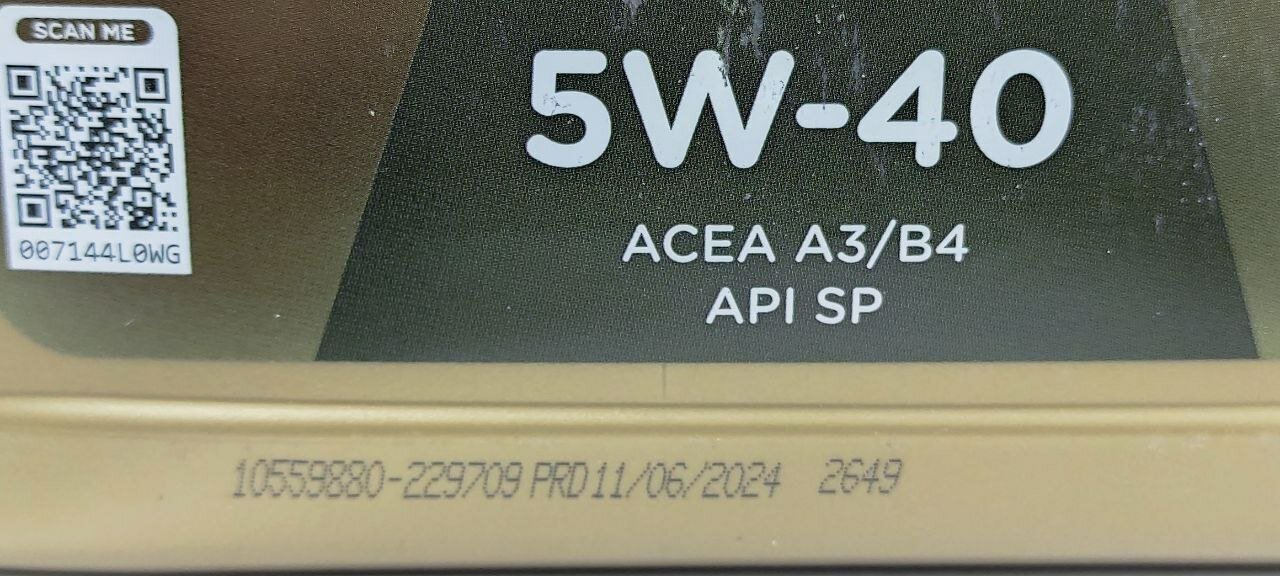 SCAN ME
007144L0WG
5W-40
ACEA A3/B4
API SP
10559880-229709 PRD11/06/2024 2649